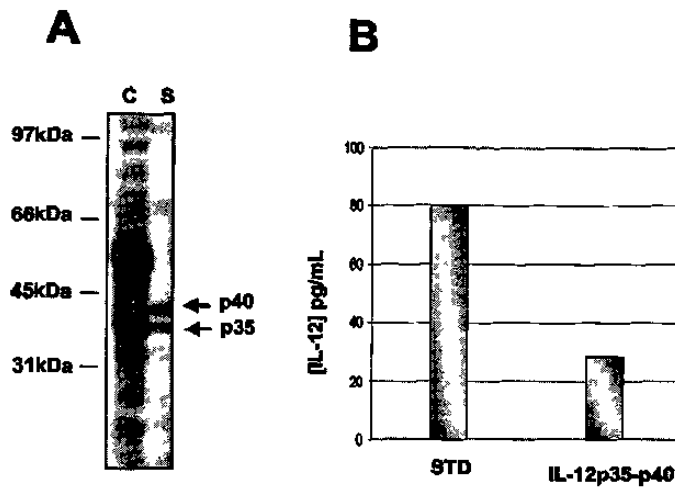 A
B
C S
97kDa
66kDa
45kDa
31kDa
p40
p35
[IL-12] pg/mL
100
80
60
40
20
0
STD
IL-12p35-p40